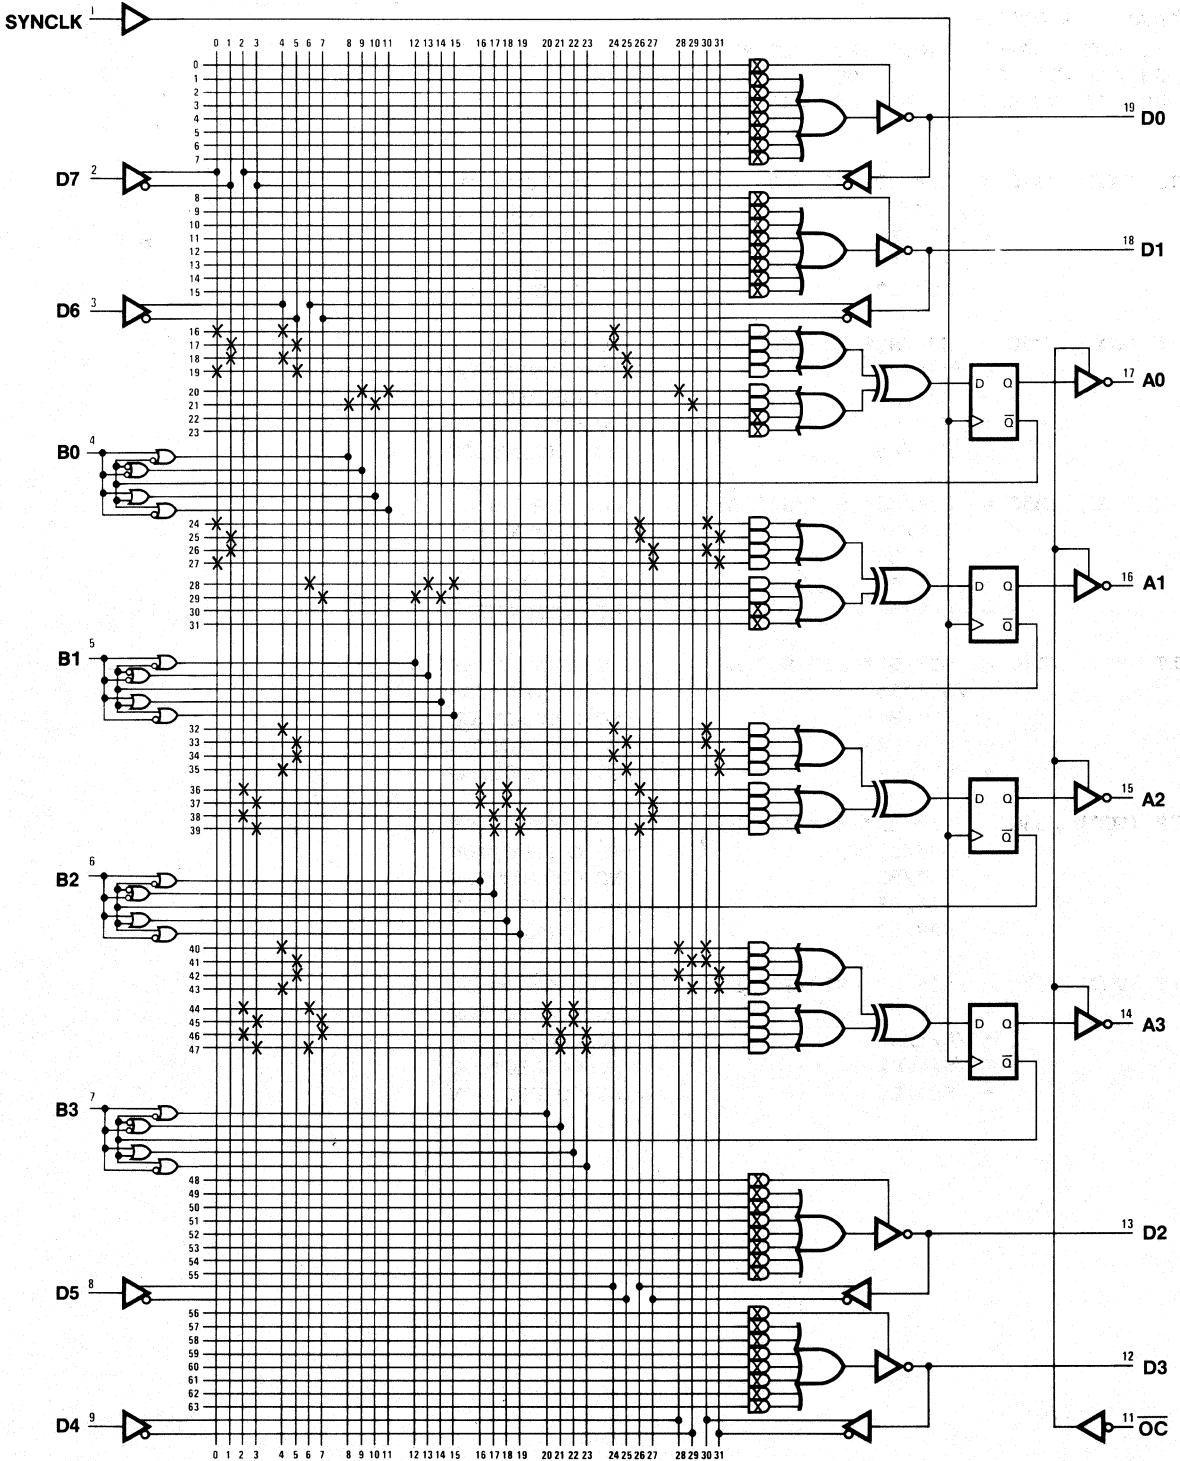 SYNCLK 1
0 1 2 3 4 5 6 7 8 9 10 11 12 13 14 15 16 17 18 19 20 21 22 23 24 25 26 27 28 29 30 31
0
1
2
3
4
5
6
7
19 D0
D7 2
8
9
10
11
12
13
14
15
18 D1
D6 3
16
17
18
19
20
21
22
23
D Q
Q̅
17 A0
B0 4
24
25
26
27
28
29
30
31
D Q
Q̅
16 A1
B1 5
32
33
34
35
36
37
38
39
D Q
Q̅
15 A2
B2 6
40
41
42
43
44
45
46
47
D Q
Q̅
14 A3
B3 7
48
49
50
51
52
53
54
55
13 D2
D5 8
56
57
58
59
60
61
62
63
12 D3
D4 9
11 O̅C̅
0 1 2 3 4 5 6 7 8 9 10 11 12 13 14 15 16 17 18 19 20 21 22 23 24 25 26 27 28 29 30 31